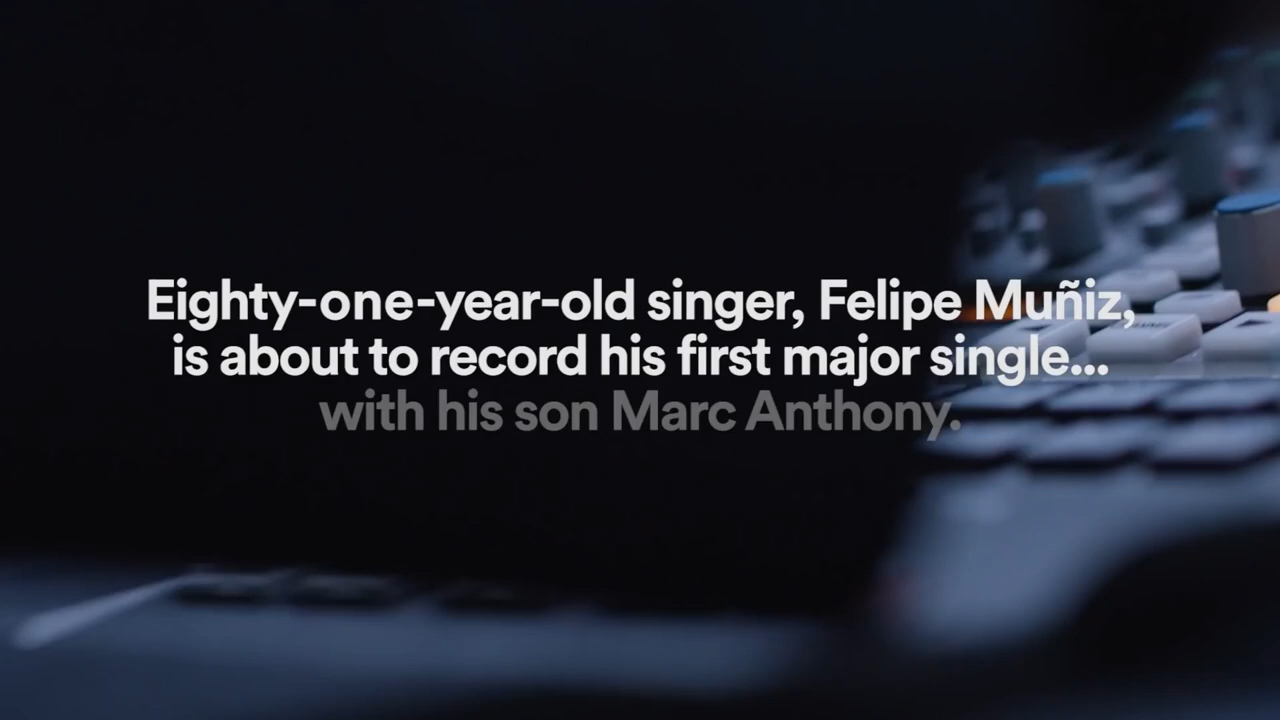 Eighty-one-year-old singer, Felipe Muñiz,
is about to record his first major single...
with his son Marc Anthony.